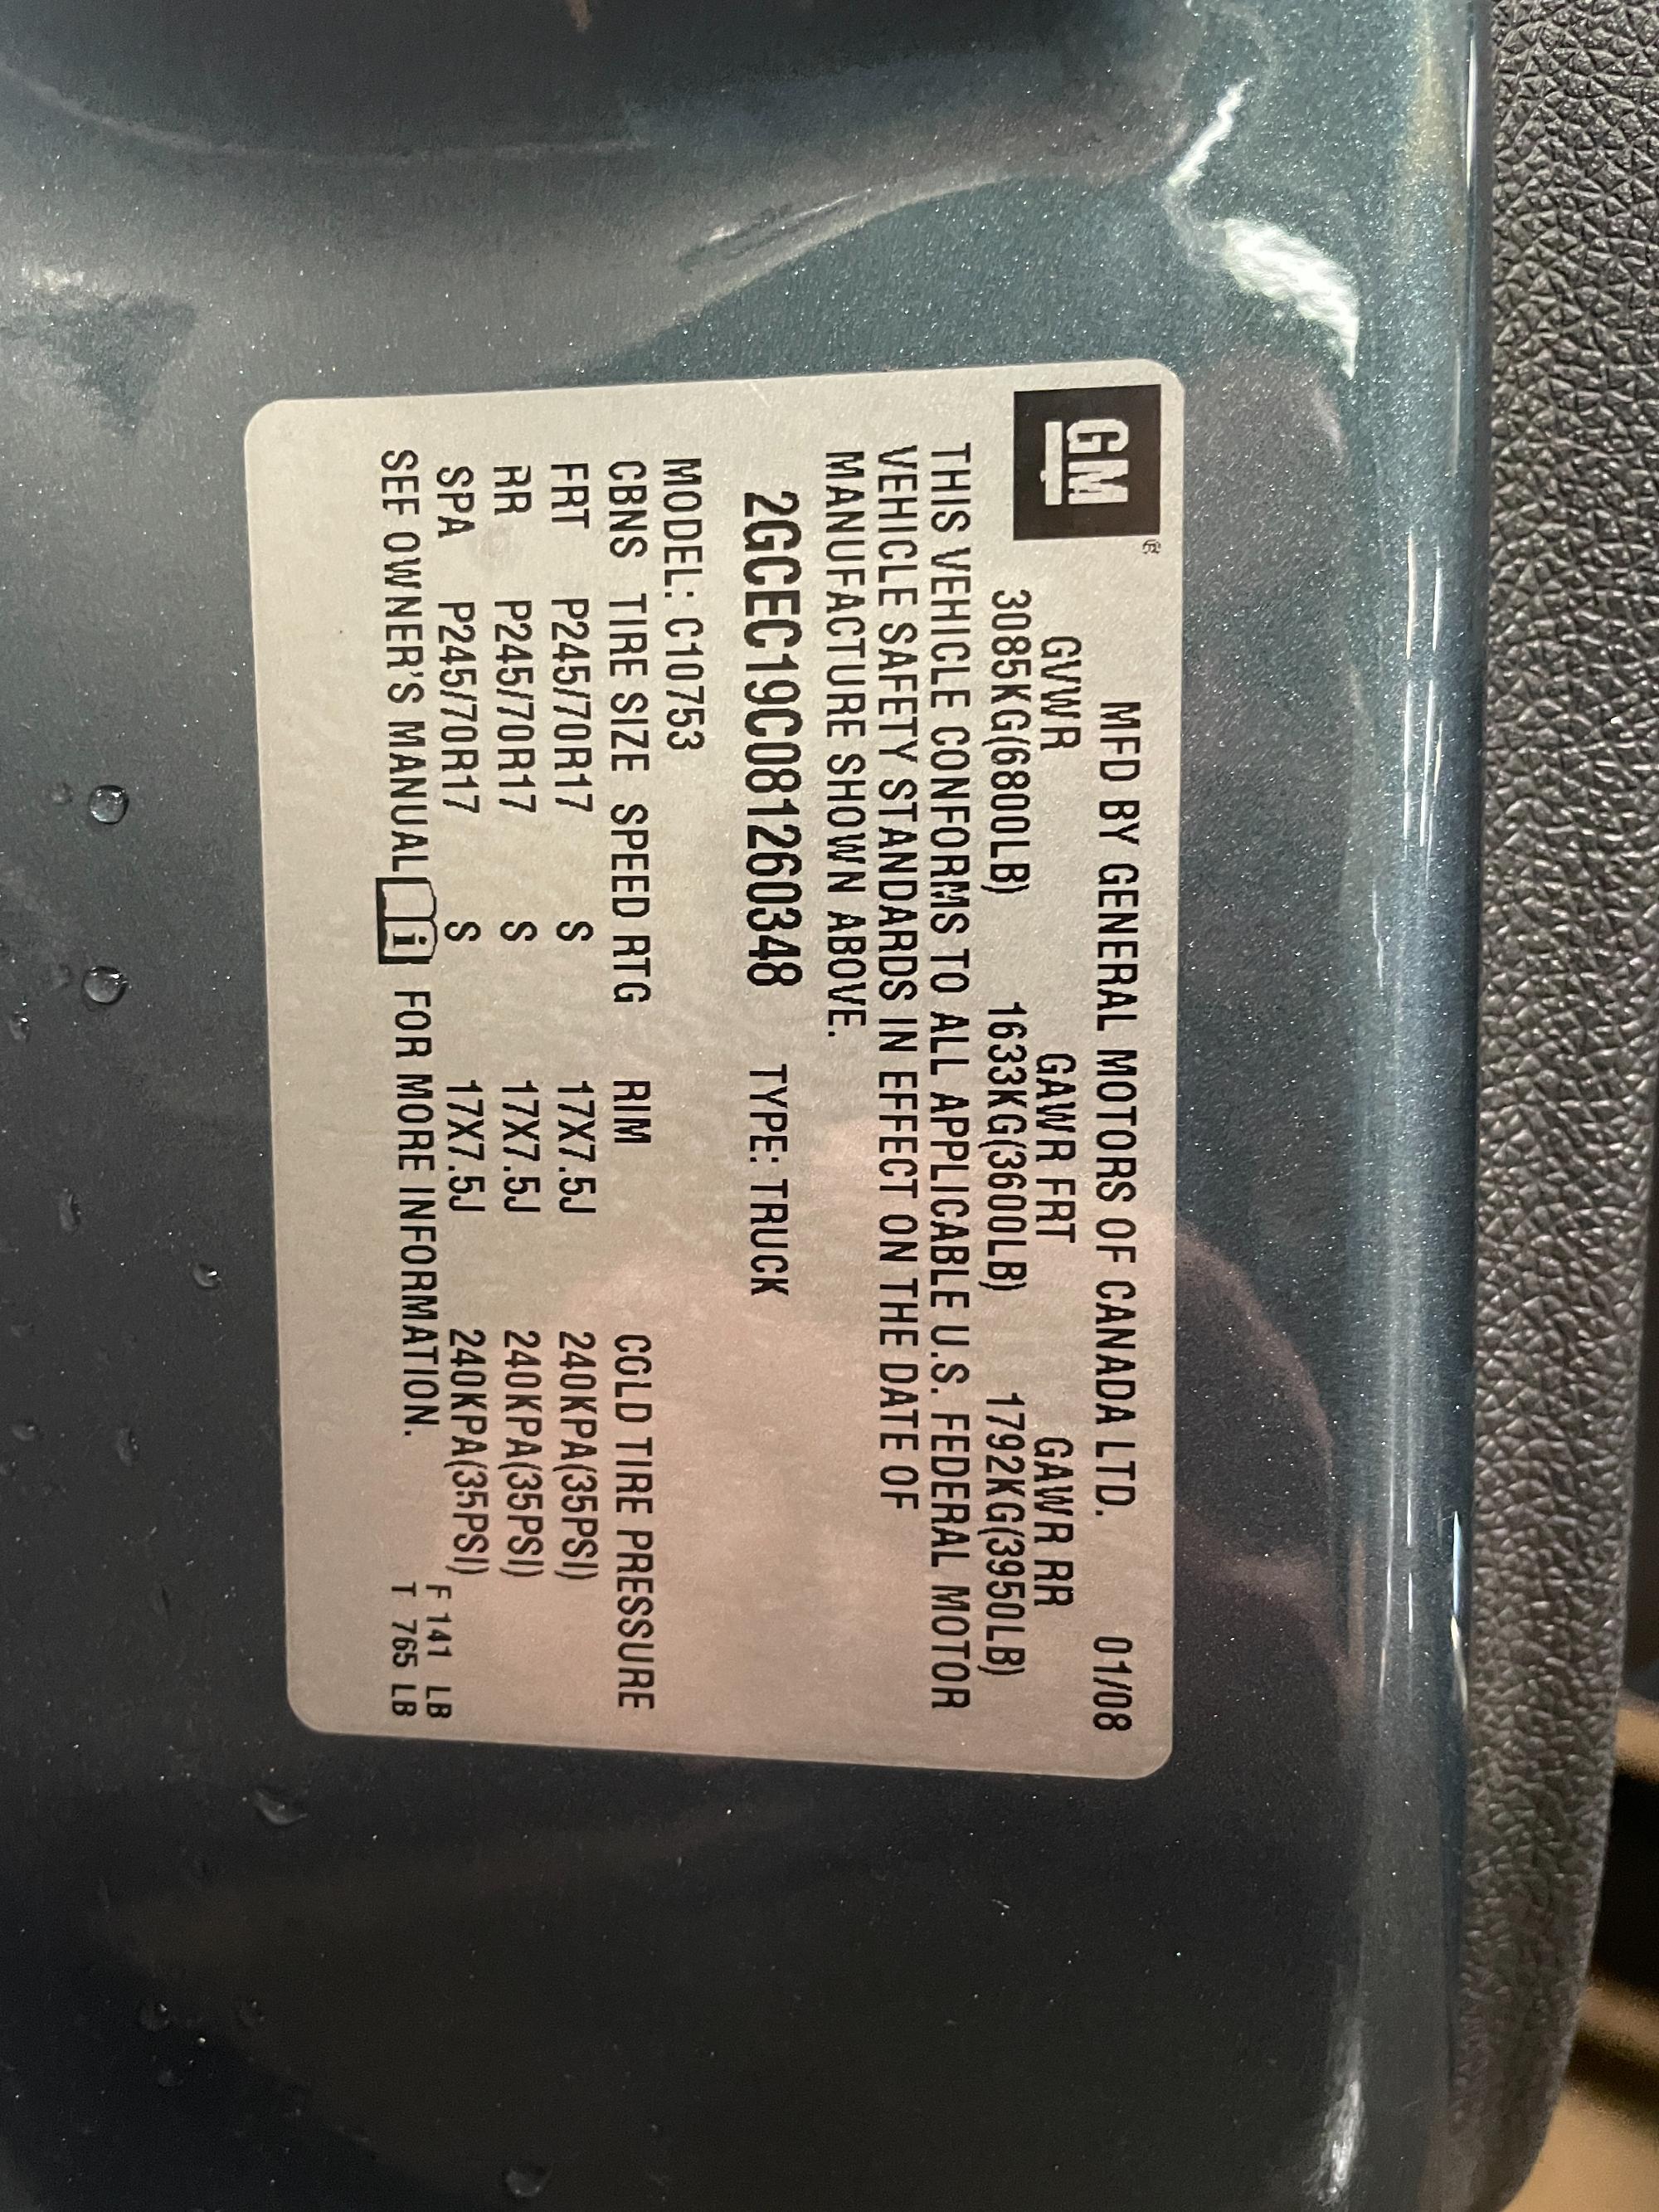 GM ®
MFD BY GENERAL MOTORS OF CANADA LTD. 01/08
GVWR GAWR FRT GAWR RR
3085KG(6800LB) 1633KG(3600LB) 1792KG(3950LB)
THIS VEHICLE CONFORMS TO ALL APPLICABLE U.S. FEDERAL MOTOR
VEHICLE SAFETY STANDARDS IN EFFECT ON THE DATE OF
MANUFACTURE SHOWN ABOVE.
2GCEC19C081260348 TYPE: TRUCK
MODEL: C10753
CBNS TIRE SIZE SPEED RTG RIM COLD TIRE PRESSURE
FRT P245/70R17 S 17X7.5J 240KPA(35PSI)
RR P245/70R17 S 17X7.5J 240KPA(35PSI)
SPA P245/70R17 S 17X7.5J 240KPA(35PSI)
SEE OWNER'S MANUAL i FOR MORE INFORMATION.
F 141 LB
T 765 LB